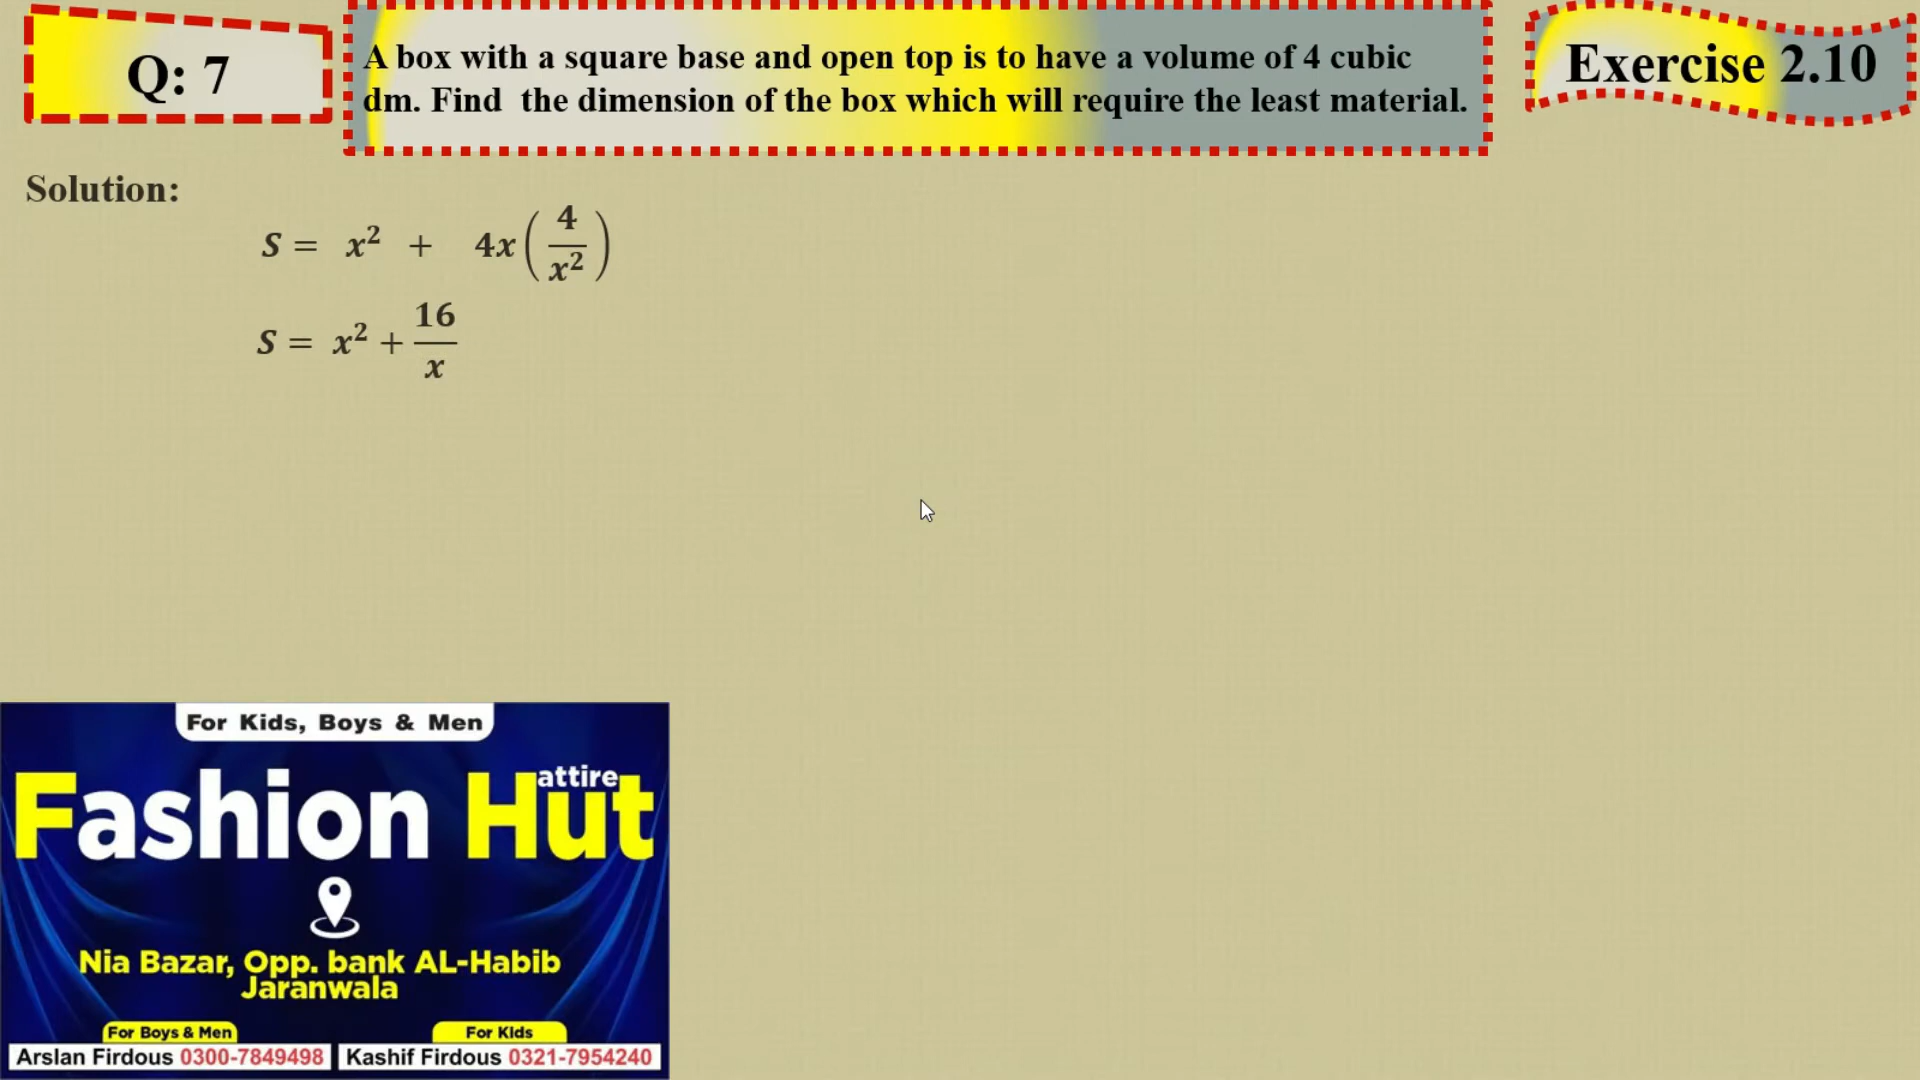 Q: 7
A box with a square base and open top is to have a volume of 4 cubic
dm. Find the dimension of the box which will require the least material.
Exercise 2.10
Solution:
S = x² + 4x(4/x²)
S = x² + 16/x
For Kids, Boys & Men
Fashion Hut
attire
Nia Bazar, Opp. bank AL-Habib
Jaranwala
For Boys & Men
Arslan Firdous 0300-7849498
For Kids
Kashif Firdous 0321-7954240